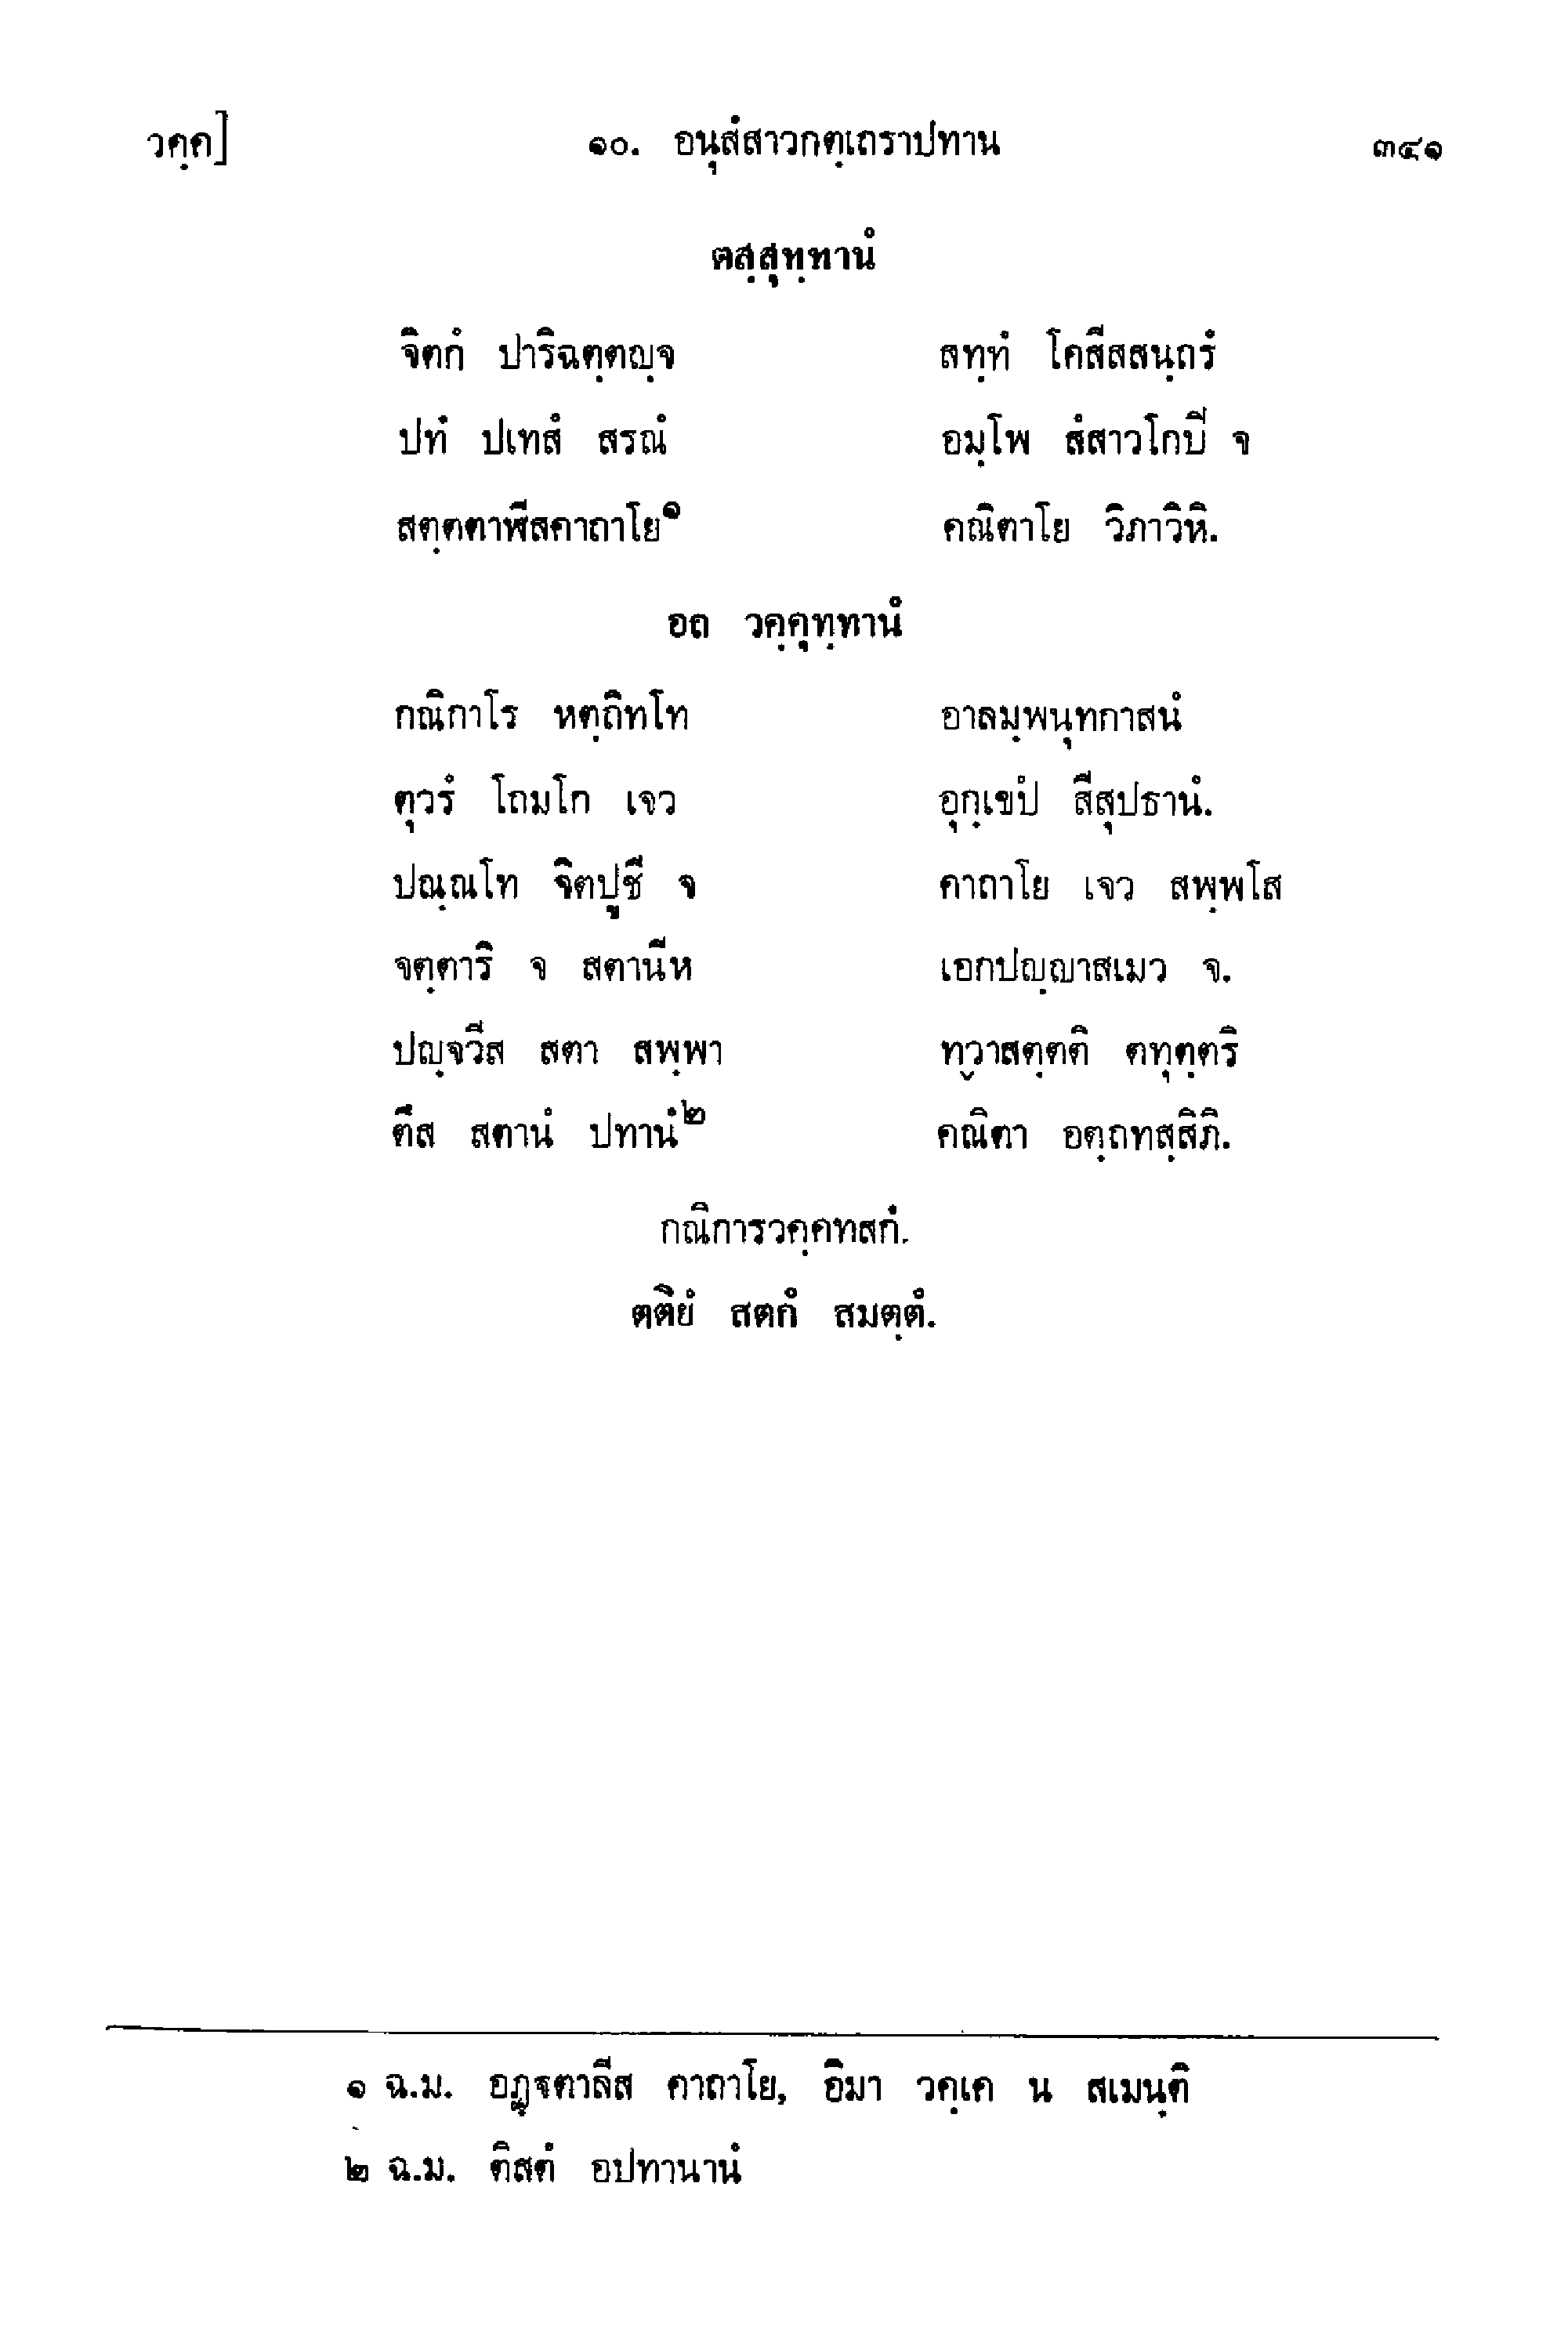 วคฺค] ๑๐. อนุสํสาวกตฺเถราปทาน ๓๔๑
ตสฺสุทฺทานํ
จิตกํ ปาริฉตฺตญฺจ สทฺทํ โคสีสสนฺถรํ
ปทํ ปเทสํ สรณํ อมฺโพ สํสาวโกปี จ
สตฺตตาฬีสคาถาโย๑ คณิตาโย วิภาวิหิ.
อถ วคฺคุทฺทานํ
กณิกาโร หตฺถิทโท อาลมฺพนุทกาสนํ
ตุวรํ โถมโก เจว อุกฺเขปํ สีสุปธานํ.
ปณฺณโท จิตปูชี จ คาถาโย เจว สพฺพโส
จตฺตาริ จ สตานีห เอกปญฺญาสเมว จ.
ปญฺจวีส สตา สพฺพา ทฺวาสตฺตติ ตทุตฺตริ
ตึส สตานํ ปทานํ๒ คณิตา อตฺถทสฺสิภิ.
กณิการวคฺคทสกํ.
ตติยํ สตกํ สมตฺตํ.
๑ ฉ.ม. อฏฺฐตาลีส คาถาโย, อิมา วคฺเค น สเมนฺติ
๒ ฉ.ม. ติสตํ อปทานานํ